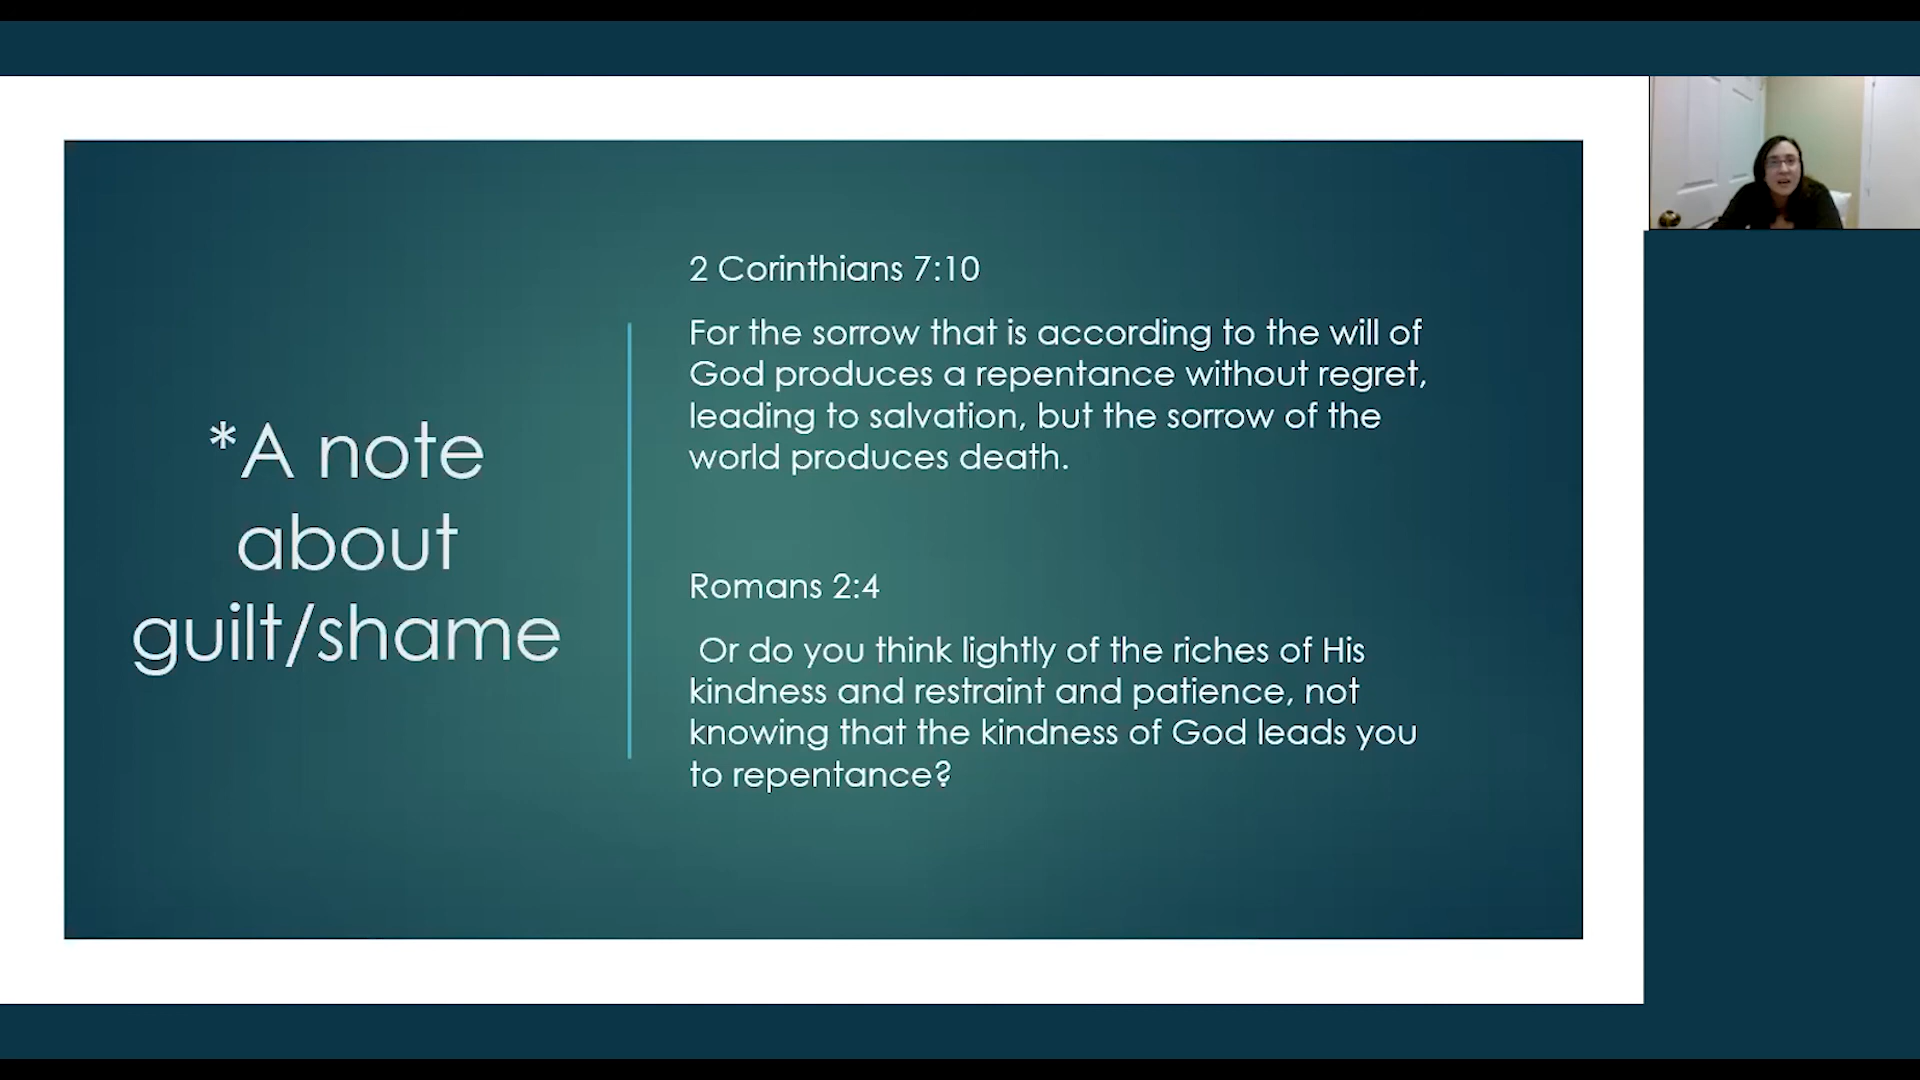 *A note
about
guilt/shame
2 Corinthians 7:10
For the sorrow that is according to the will of
God produces a repentance without regret,
leading to salvation, but the sorrow of the
world produces death.
Romans 2:4
Or do you think lightly of the riches of His
kindness and restraint and patience, not
knowing that the kindness of God leads you
to repentance?